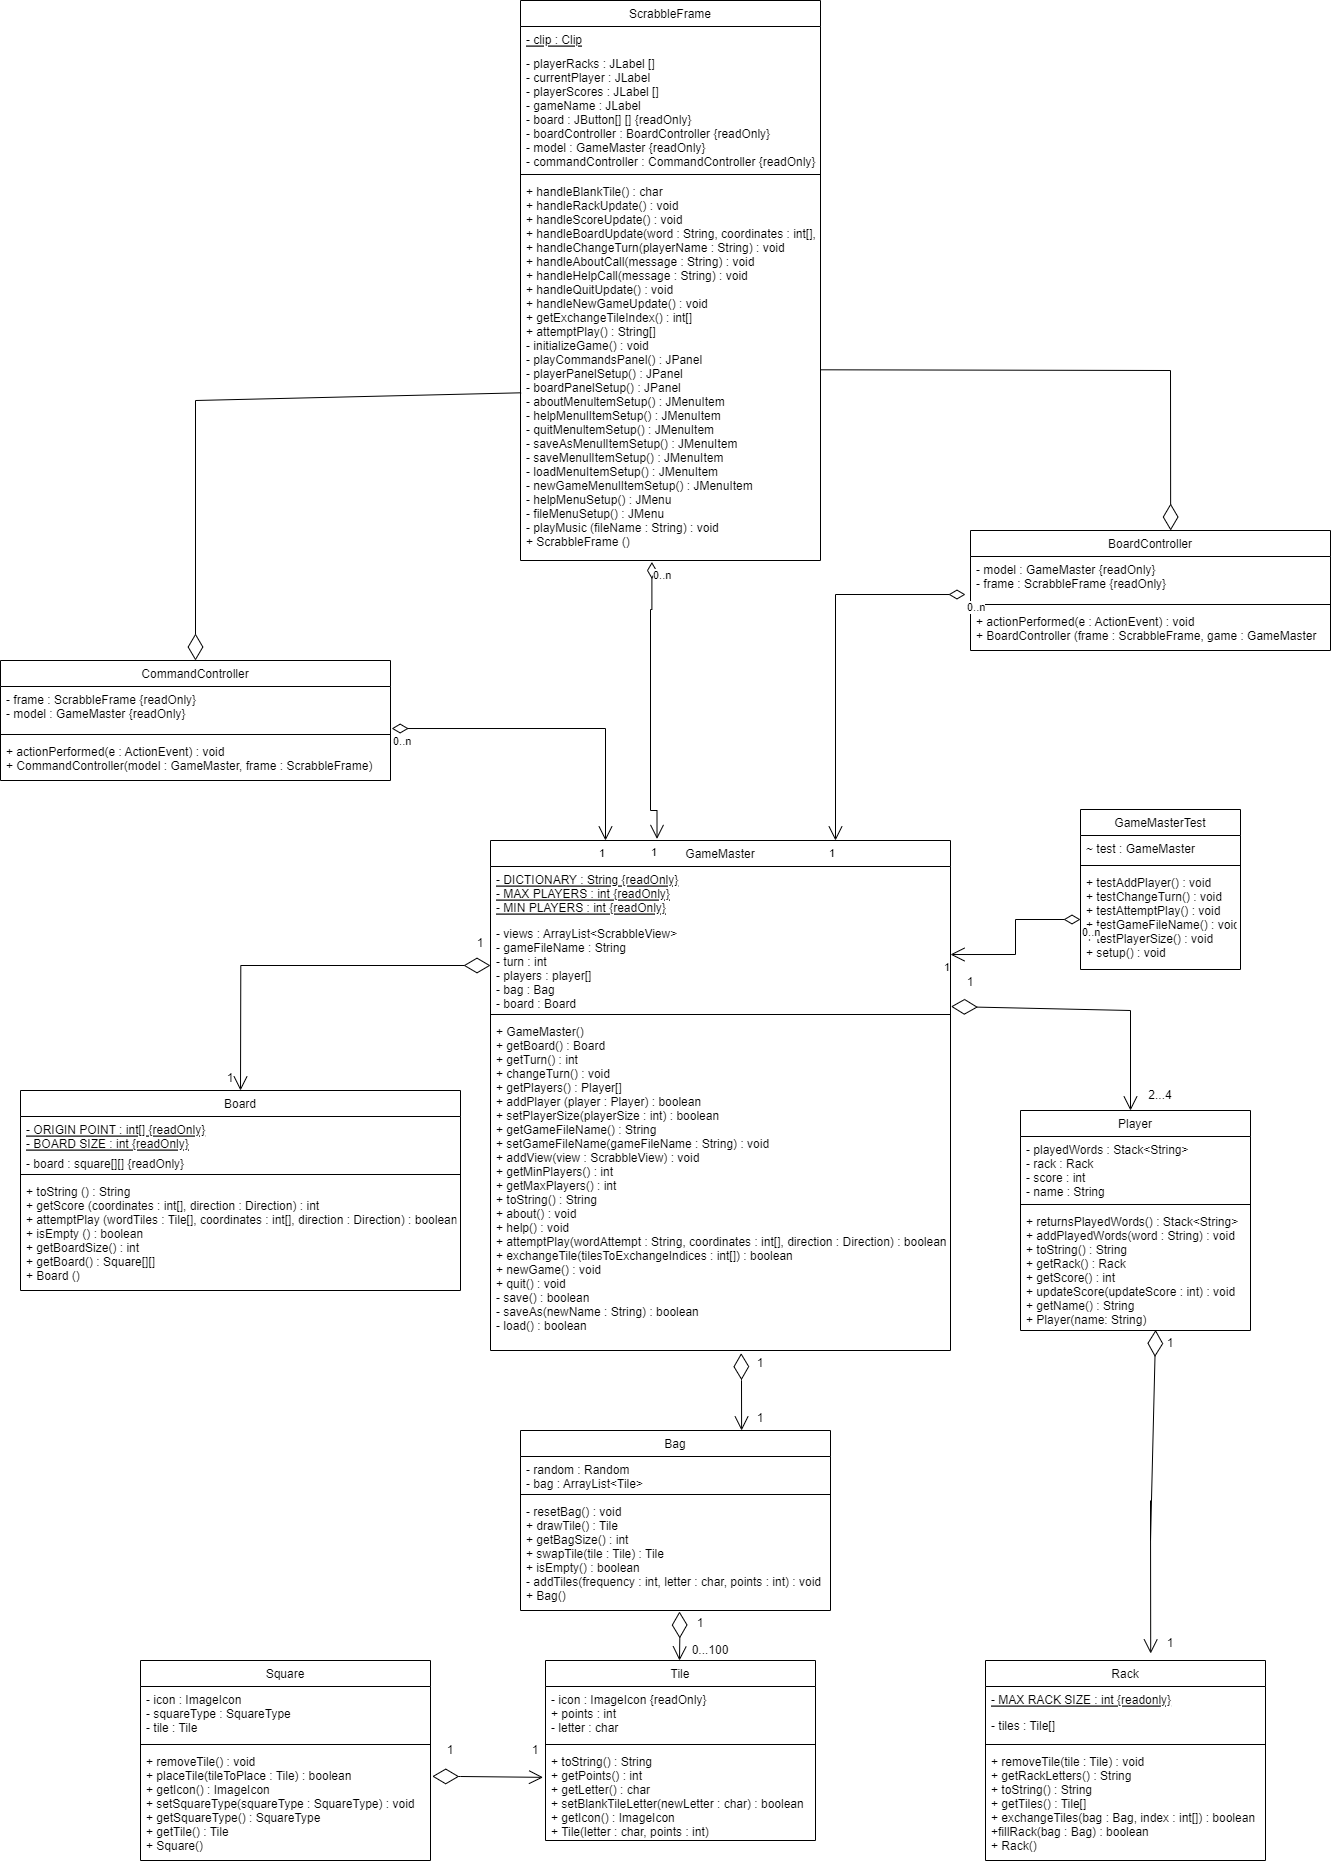 ScrabbleFrame
- clip : Clip
- playerRacks : JLabel []
- currentPlayer : JLabel
- playerScores : JLabel []
- gameName : JLabel
- board : JButton[] [] {readOnly}
- boardController : BoardController {readOnly}
- model : GameMaster {readOnly}
- commandController : CommandController {readOnly}
+ handleBlankTile() : char
+ handleRackUpdate() : void
+ handleScoreUpdate() : void
+ handleBoardUpdate(word : String, coordinates : int[],
+ handleChangeTurn(playerName : String) : void
+ handleAboutCall(message : String) : void
+ handleHelpCall(message : String) : void
+ handleQuitUpdate() : void
+ handleNewGameUpdate() : void
+ getExchangeTileIndex() : int[]
+ attemptPlay() : String[]
- initializeGame() : void
- playCommandsPanel() : JPanel
- playerPanelSetup() : JPanel
- boardPanelSetup() : JPanel
- aboutMenuItemSetup() : JMenuItem
- helpMenuIItemSetup() : JMenuItem
- quitMenuItemSetup() : JMenuItem
- saveAsMenuIItemSetup() : JMenuItem
- saveMenuIItemSetup() : JMenuItem
- loadMenuItemSetup() : JMenuItem
- newGameMenuIItemSetup() : JMenuItem
- helpMenuSetup() : JMenu
- fileMenuSetup() : JMenu
- playMusic (fileName : String) : void
+ ScrabbleFrame ()
0..n
BoardController
- model : GameMaster {readOnly}
- frame : ScrabbleFrame {readOnly}
0..n
+ actionPerformed(e : ActionEvent) : void
+ BoardController (frame : ScrabbleFrame, game : GameMaster
CommandController
- frame : ScrabbleFrame {readOnly}
- model : GameMaster {readOnly}
+ actionPerformed(e : ActionEvent) : void
+ CommandController(model : GameMaster, frame : ScrabbleFrame)
0..n
1
1
GameMaster
1
- DICTIONARY : String {readOnly}
- MAX PLAYERS : int {readOnly}
- MIN PLAYERS : int {readOnly}
- views : ArrayList<ScrabbleView>
- gameFileName : String
- turn : int
- players : player[]
- bag : Bag
- board : Board
+ GameMaster()
+ getBoard() : Board
+ getTurn() : int
+ changeTurn() : void
+ getPlayers() : Player[]
+ addPlayer (player : Player) : boolean
+ setPlayerSize(playerSize : int) : boolean
+ getGameFileName() : String
+ setGameFileName(gameFileName : String) : void
+ addView(view : ScrabbleView) : void
+ getMinPlayers() : int
+ getMaxPlayers() : int
+ toString() : String
+ about() : void
+ help() : void
+ attemptPlay(wordAttempt : String, coordinates : int[], direction : Direction) : boolean
+ exchangeTile(tilesToExchangeIndices : int[]) : boolean
+ newGame() : void
+ quit() : void
- save() : boolean
- saveAs(newName : String) : boolean
- load() : boolean
GameMasterTest
~ test : GameMaster
+ testAddPlayer() : void
+ testChangeTurn() : void
+ testAttemptPlay() : void
+ testGameFileName() : void
0..n
testPlayerSize() : void
+ setup() : void
1
1
1
1
Board
- ORIGIN POINT : int[] {readOnly}
- BOARD SIZE : int {readOnly}
- board : square[][] {readOnly}
+ toString () : String
+ getScore (coordinates : int[], direction : Direction) : int
+ attemptPlay (wordTiles : Tile[], coordinates : int[], direction : Direction) : boolean
+ isEmpty () : boolean
+ getBoardSize() : int
+ getBoard() : Square[][]
+ Board ()
2...4
Player
- playedWords : Stack<String>
- rack : Rack
- score : int
- name : String
+ returnsPlayedWords() : Stack<String>
+ addPlayedWords(word : String) : void
+ toString() : String
+ getRack() : Rack
+ getScore() : int
+ updateScore(updateScore : int) : void
+ getName() : String
+ Player(name: String)
1
1
1
Bag
- random : Random
- bag : ArrayList<Tile>
- resetBag() : void
+ drawTile() : Tile
+ getBagSize() : int
+ swapTile(tile : Tile) : Tile
+ isEmpty() : boolean
- addTiles(frequency : int, letter : char, points : int) : void
+ Bag()
1
0...100
1
Square
- icon : ImageIcon
- squareType : SquareType
- tile : Tile
+ removeTile() : void
+ placeTile(tileToPlace : Tile) : boolean
+ getIcon() : ImageIcon
+ setSquareType(squareType : SquareType) : void
+ getSquareType() : SquareType
+ getTile() : Tile
+ Square()
1
1
Tile
- icon : ImageIcon {readOnly}
+ points : int
- letter : char
+ toString() : String
+ getPoints() : int
+ getLetter() : char
+ setBlankTileLetter(newLetter : char) : boolean
+ getIcon() : ImageIcon
+ Tile(letter : char, points : int)
Rack
- MAX RACK SIZE : int {readonly}
- tiles : Tile[]
+ removeTile(tile : Tile) : void
+ getRackLetters() : String
+ toString() : String
+ getTiles() : Tile[]
+ exchangeTiles(bag : Bag, index : int[]) : boolean
+fillRack(bag : Bag) : boolean
+ Rack()